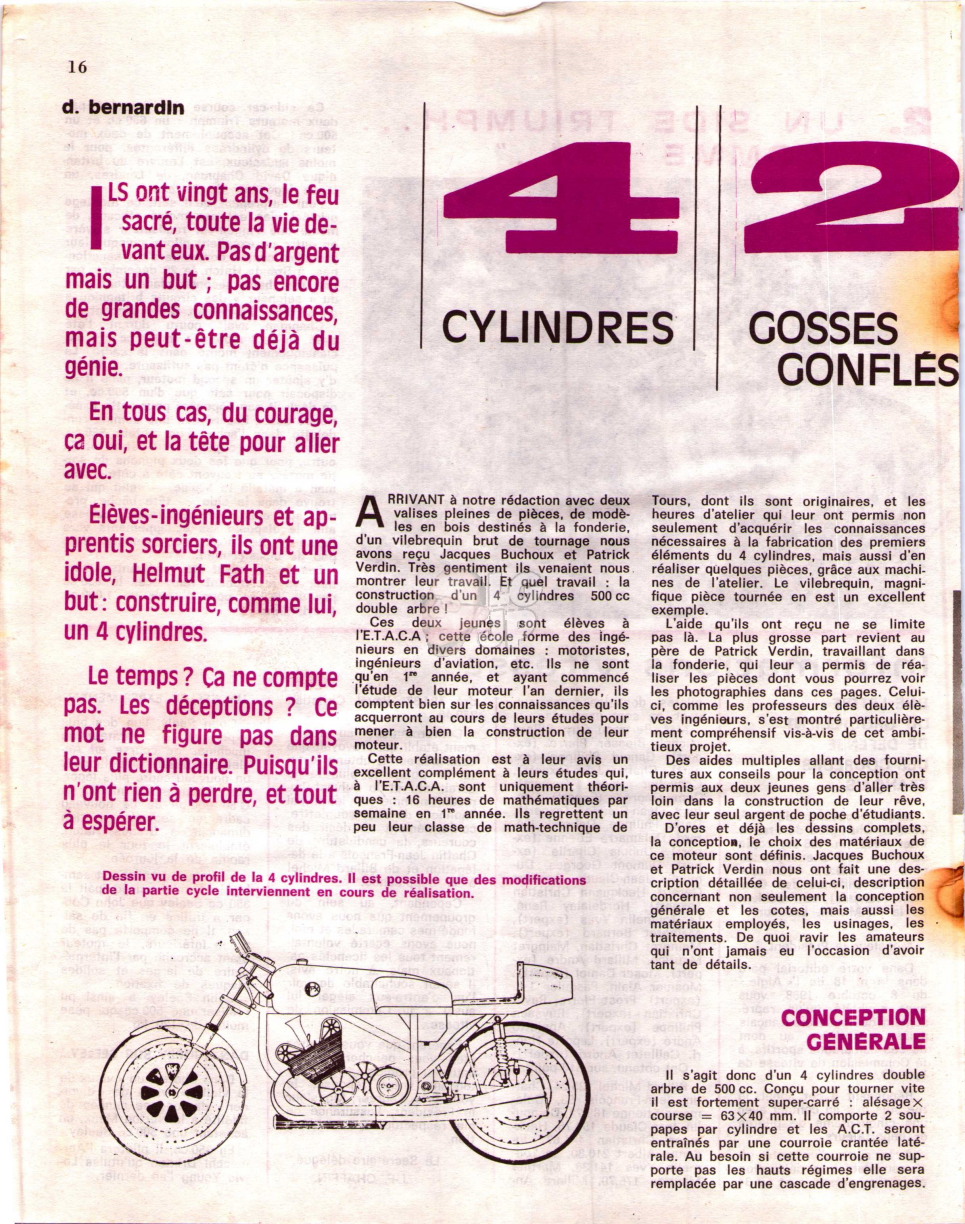 16
d. bernardin
4
CYLINDRES
2
GOSSES
GONFLÉS
ILS ont vingt ans, le feu
sacré, toute la vie de-
vant eux. Pas d'argent
mais un but ; pas encore
de grandes connaissances,
mais peut-être déjà du
génie.
En tous cas, du courage,
ça oui, et la tête pour aller
avec.
Élèves-ingénieurs et ap-
prentis sorciers, ils ont une
idole, Helmut Fath et un
but : construire, comme lui,
un 4 cylindres.
Le temps ? Ça ne compte
pas. Les déceptions ? Ce
mot ne figure pas dans
leur dictionnaire. Puisqu'ils
n'ont rien à perdre, et tout
à espérer.
ARRIVANT à notre rédaction avec deux
valises pleines de pièces, de modè-
les en bois destinés à la fonderie,
d'un vilebrequin brut de tournage nous
avons reçu Jacques Buchoux et Patrick
Verdin. Très gentiment ils venaient nous
montrer leur travail. Et quel travail : la
construction d'un 4 cylindres 500 cc
double arbre !
Ces deux jeunes sont élèves à
l'E.T.A.C.A ; cette école forme des ingé-
nieurs en divers domaines : motoristes,
ingénieurs d'aviation, etc. Ils ne sont
qu'en 1re année, et ayant commencé
l'étude de leur moteur l'an dernier, ils
comptent bien sur les connaissances qu'ils
acquerront au cours de leurs études pour
mener à bien la construction de leur
moteur.
Cette réalisation est à leur avis un
excellent complément à leurs études qui,
à l'E.T.A.C.A. sont uniquement théori-
ques : 16 heures de mathématiques par
semaine en 1re année. Ils regrettent un
peu leur classe de math-technique de
Tours, dont ils sont originaires, et les
heures d'atelier qui leur ont permis non
seulement d'acquérir les connaissances
nécessaires à la fabrication des premiers
éléments du 4 cylindres, mais aussi d'en
réaliser quelques pièces, grâce aux machi-
nes de l'atelier. Le vilebrequin, magni-
fique pièce tournée en est un excellent
exemple.
L'aide qu'ils ont reçu ne se limite
pas là. La plus grosse part revient au
père de Patrick Verdin, travaillant dans
la fonderie, qui leur a permis de réa-
liser les pièces dont vous pourrez voir
les photographies dans ces pages. Celui-
ci, comme les professeurs des deux élè-
ves ingénieurs, s'est montré particulière-
ment compréhensif vis-à-vis de cet ambi-
tieux projet.
Des aides multiples allant des fourni-
tures aux conseils pour la conception ont
permis aux deux jeunes gens d'aller très
loin dans la construction de leur rêve,
avec leur seul argent de poche d'étudiants.
D'ores et déjà les dessins complets,
la conception, le choix des matériaux de
ce moteur sont définis. Jacques Buchoux
et Patrick Verdin nous ont fait une des-
cription détaillée de celui-ci, description
concernant non seulement la conception
générale et les cotes, mais aussi les
matériaux employés, les usinages, les
traitements. De quoi ravir les amateurs
qui n'ont jamais eu l'occasion d'avoir
tant de détails.
CONCEPTION
GÉNÉRALE
Il s'agit donc d'un 4 cylindres double
arbre de 500 cc. Conçu pour tourner vite
il est fortement super-carré : alésage×
course = 63×40 mm. Il comporte 2 sou-
papes par cylindre et les A.C.T. seront
entraînés par une courroie crantée laté-
rale. Au besoin si cette courroie ne sup-
porte pas les hauts régimes elle sera
remplacée par une cascade d'engrenages.
Dessin vu de profil de la 4 cylindres. Il est possible que des modifications
de la partie cycle interviennent en cours de réalisation.